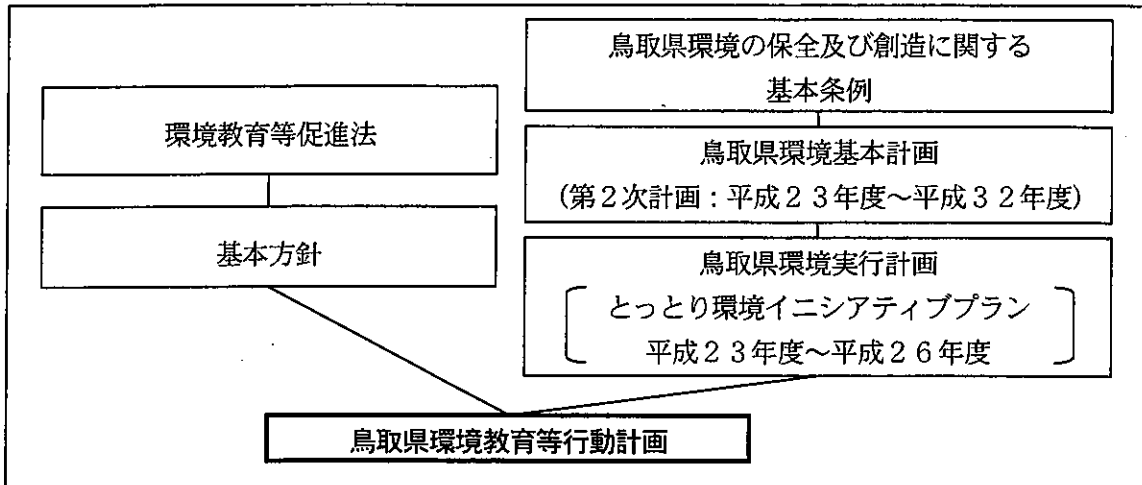 鳥取県環境の保全及び創造に関する
基本条例
環境教育等促進法
鳥取県環境基本計画
(第２次計画：平成２３年度～平成３２年度)
基本方針
鳥取県環境実行計画
とっとり環境イニシアティブプラン
平成２３年度～平成２６年度
鳥取県環境教育等行動計画